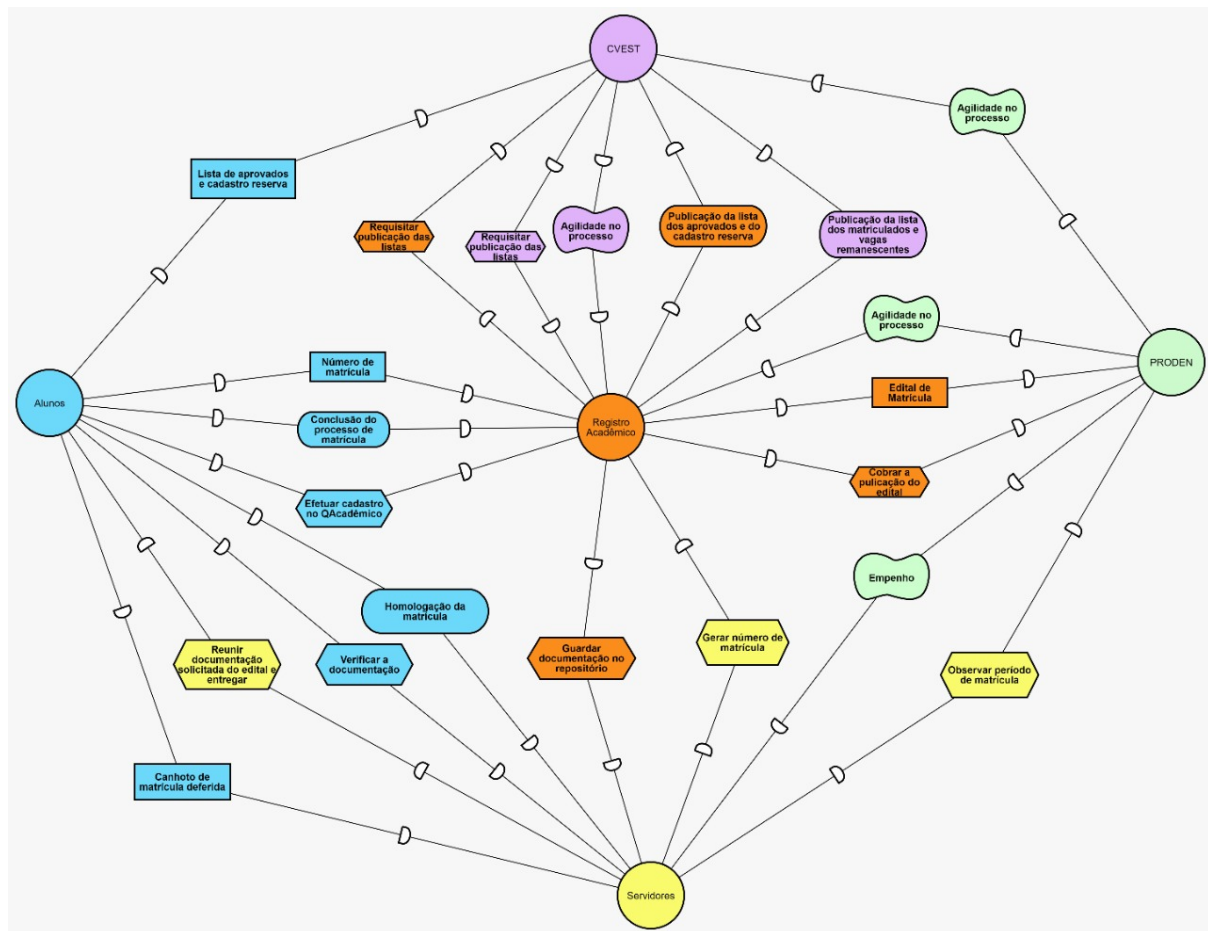 CVEST
Agilidade no
processo
Lista de aprovados
e cadastro reserva
Requisitar
publicação das
listas
Requisitar
publicação das
listas
Agilidade no
processo
Publicação da lista
dos aprovados e do
cadastro reserva
Publicação da lista
dos matriculados e
vagas
remanescentes
Agilidade no
processo
Número de
matrícula
PRODEN
Edital de
Matrícula
Alunos
Conclusão do
processo de
matrícula
Registro
Acadêmico
Cobrar a
pulicação do
edital
Efetuar cadastro
no QAcadêmico
Empenho
Homologação da
matrícula
Reunir
documentação
solicitada do edital e
entregar
Verificar a
documentação
Guardar
documentação no
repositório
Gerar número de
matrícula
Observar período
de matrícula
Canhoto de
matrícula deferida
Servidores